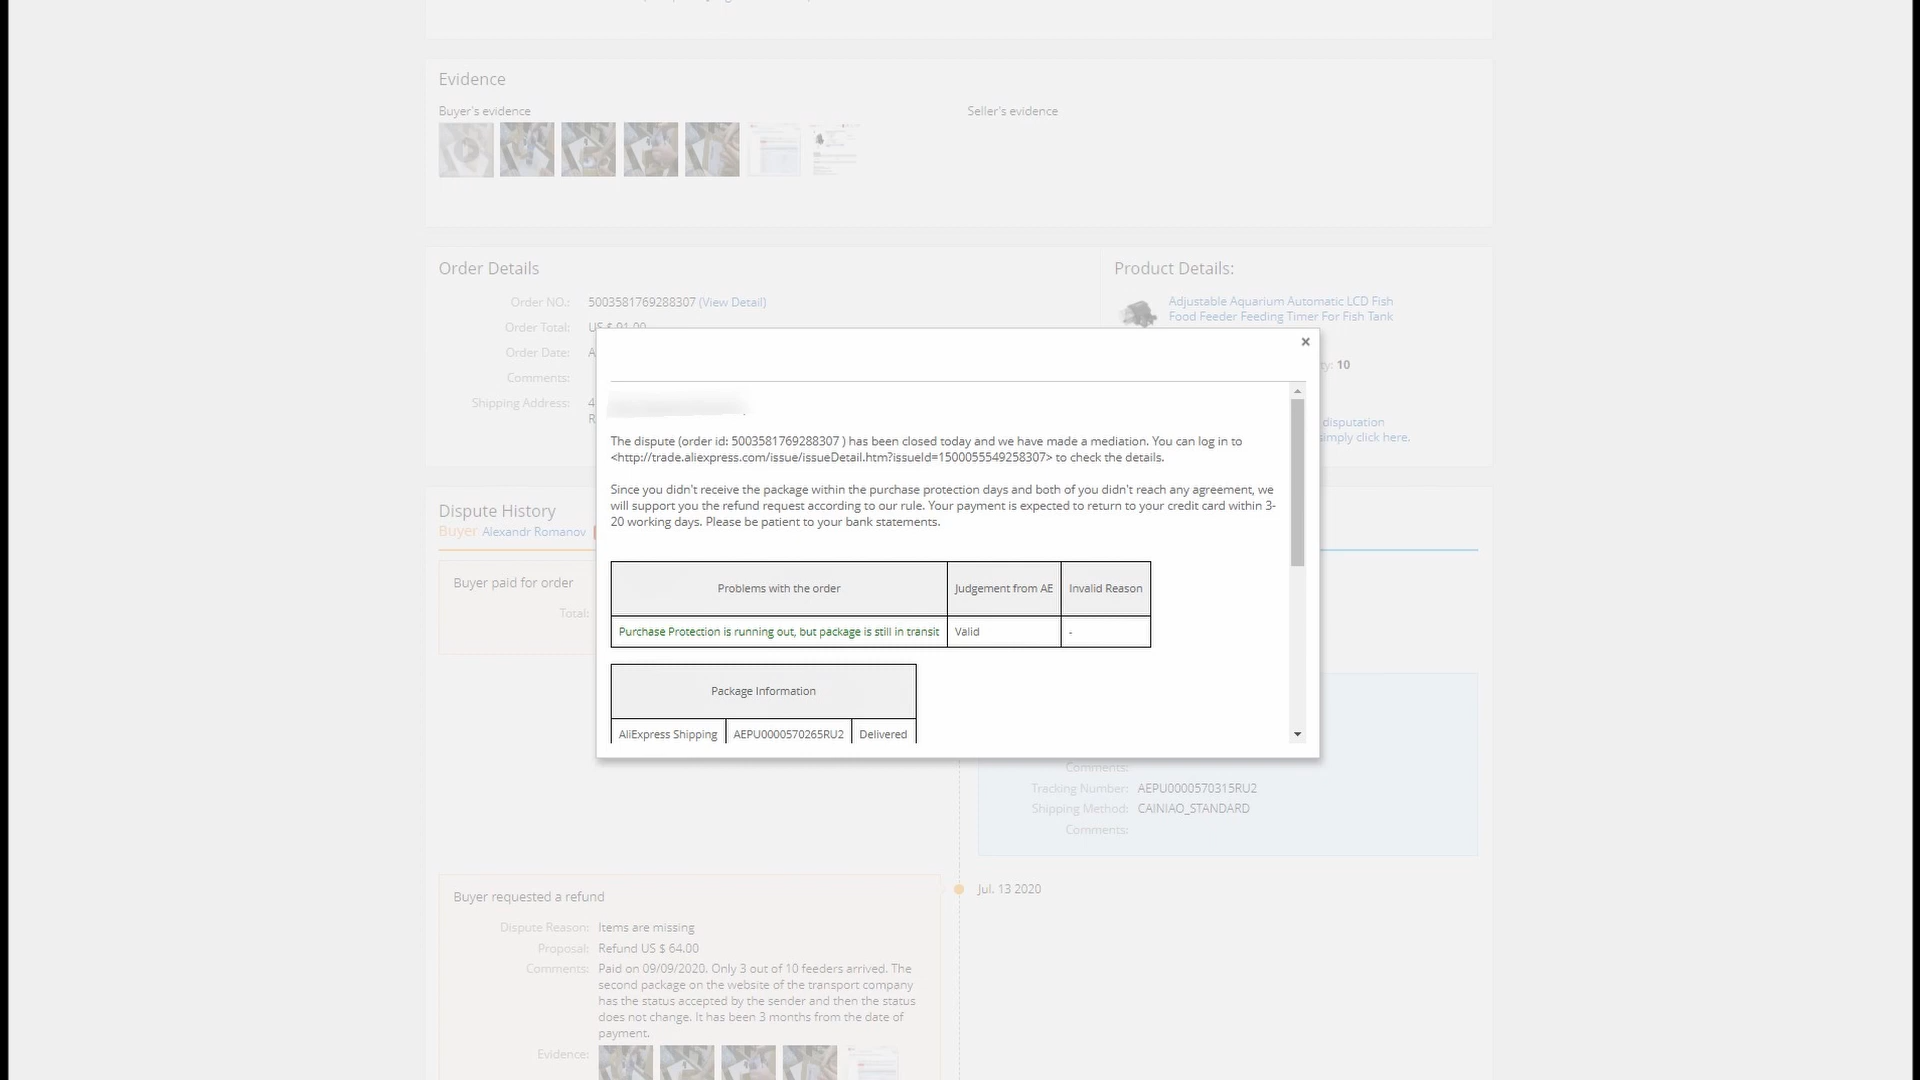 Evidence
Buyer's evidence
Seller's evidence
Order Details
Product Details:
Order NO.: 5003581769288307 (View Detail)
Adjustable Aquarium Automatic LCD Fish
Food Feeder Feeding Timer For Fish Tank
Order Total: US $ 91.00
Order Date: A
Comments:
10
Shipping Address: 4
R
disputation
simply click here.
The dispute (order id: 5003581769288307 ) has been closed today and we have made a mediation. You can log in to
<http://trade.aliexpress.com/issue/issueDetail.htm?issueId=1500055549258307> to check the details.
Since you didn't receive the package within the purchase protection days and both of you didn't reach any agreement, we
will support you the refund request according to our rule. Your payment is expected to return to your credit card within 3-
20 working days. Please be patient to your bank statements.
Problems with the order
Judgement from AE
Invalid Reason
Purchase Protection is running out, but package is still in transit
Valid
-
Package Information
AliExpress Shipping
AEPU0000570265RU2
Delivered
Dispute History
Buyer Alexandr Romanov
Buyer paid for order
Total:
Comments:
Tracking Number: AEPU0000570315RU2
Shipping Method: CAINIAO_STANDARD
Comments:
Buyer requested a refund
Jul. 13 2020
Dispute Reason: Items are missing
Proposal: Refund US $ 64.00
Comments: Paid on 09/09/2020. Only 3 out of 10 feeders arrived. The
second package on the website of the transport company
has the status accepted by the sender and then the status
does not change. It has been 3 months from the date of
payment.
Evidence: